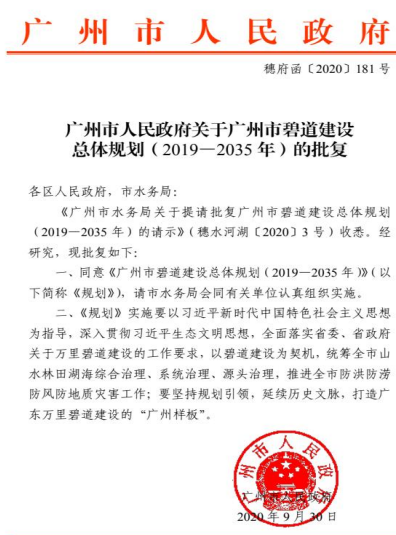 广州市人民政府
穗府函〔2020〕181号
广州市人民政府关于广州市碧道建设
总体规划（2019—2035年）的批复
各区人民政府，市水务局：
《广州市水务局关于提请批复广州市碧道建设总体规划
（2019—2035年）的请示》（穗水河湖〔2020〕3号）收悉。经
研究，现批复如下：
一、同意《广州市碧道建设总体规划（2019—2035年）》（以
下简称《规划》），请市水务局会同有关单位认真组织实施。
二、《规划》实施要以习近平新时代中国特色社会主义思想
为指导，深入贯彻习近平生态文明思想，全面落实省委、省政府
关于万里碧道建设的工作要求，以碧道建设为契机，统筹全市山
水林田湖海综合治理、系统治理、源头治理，推进全市防洪防涝
防风防地质灾害工作；要坚持规划引领，延续历史文脉，打造广
东万里碧道建设的“广州样板”。
广州市人民政府
广州市人民政府
2020年9月30日